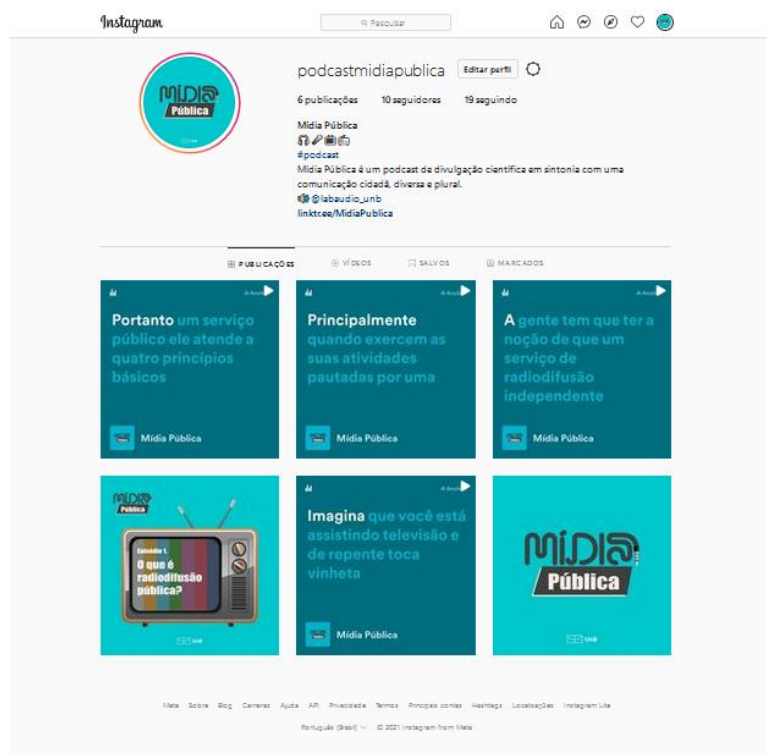 Instagram
Pesquisar
MÍDIA
Pública
podcastmidiapublica Editar perfil
6 publicações 10 seguidores 19 seguindo
Mídia Pública
#podcast
Mídia Pública é um podcast de divulgação científica em sintonia com uma
comunicação cidadã, diversa e plural.
@labaudio_unb
linktr.ee/MidiaPublica
PUBLICAÇÕES VÍDEOS SALVOS MARCADOS
Portanto um serviço
público ele atende a
quatro princípios
básicos
Mídia Pública
Principalmente
quando exercem as
suas atividades
pautadas por uma
Mídia Pública
A gente tem que ter a
noção de que um
serviço de
radiodifusão
independente
Mídia Pública
MÍDIA
Pública
Episódio 1.
O que é
radiodifusão
pública?
UnB
Imagina que você está
assistindo televisão e
de repente toca
vinheta
Mídia Pública
MÍDIA
Pública
UnB
Meta Sobre Blog Carreiras Ajuda API Privacidade Termos Principais contas Hashtags Localizações Instagram Lite
Português (Brasil) © 2021 Instagram from Meta